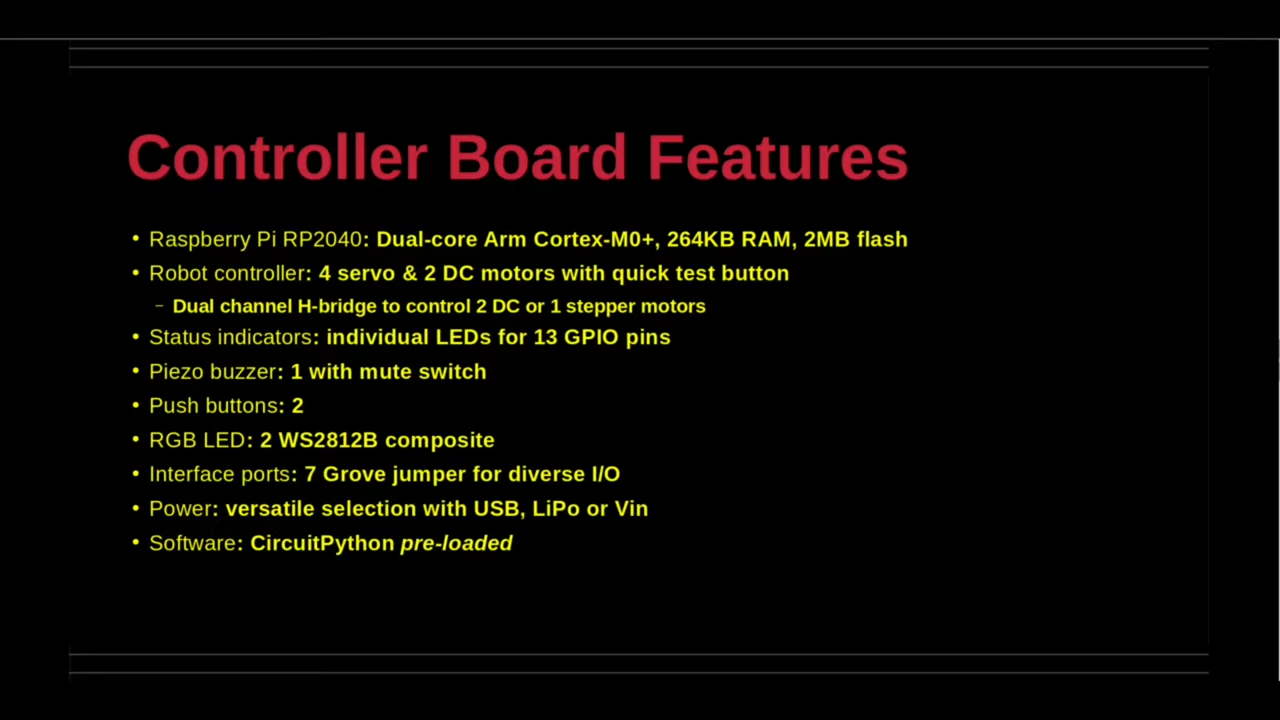 Controller Board Features
• Raspberry Pi RP2040: Dual-core Arm Cortex-M0+, 264KB RAM, 2MB flash
• Robot controller: 4 servo & 2 DC motors with quick test button
– Dual channel H-bridge to control 2 DC or 1 stepper motors
• Status indicators: individual LEDs for 13 GPIO pins
• Piezo buzzer: 1 with mute switch
• Push buttons: 2
• RGB LED: 2 WS2812B composite
• Interface ports: 7 Grove jumper for diverse I/O
• Power: versatile selection with USB, LiPo or Vin
• Software: CircuitPython pre-loaded